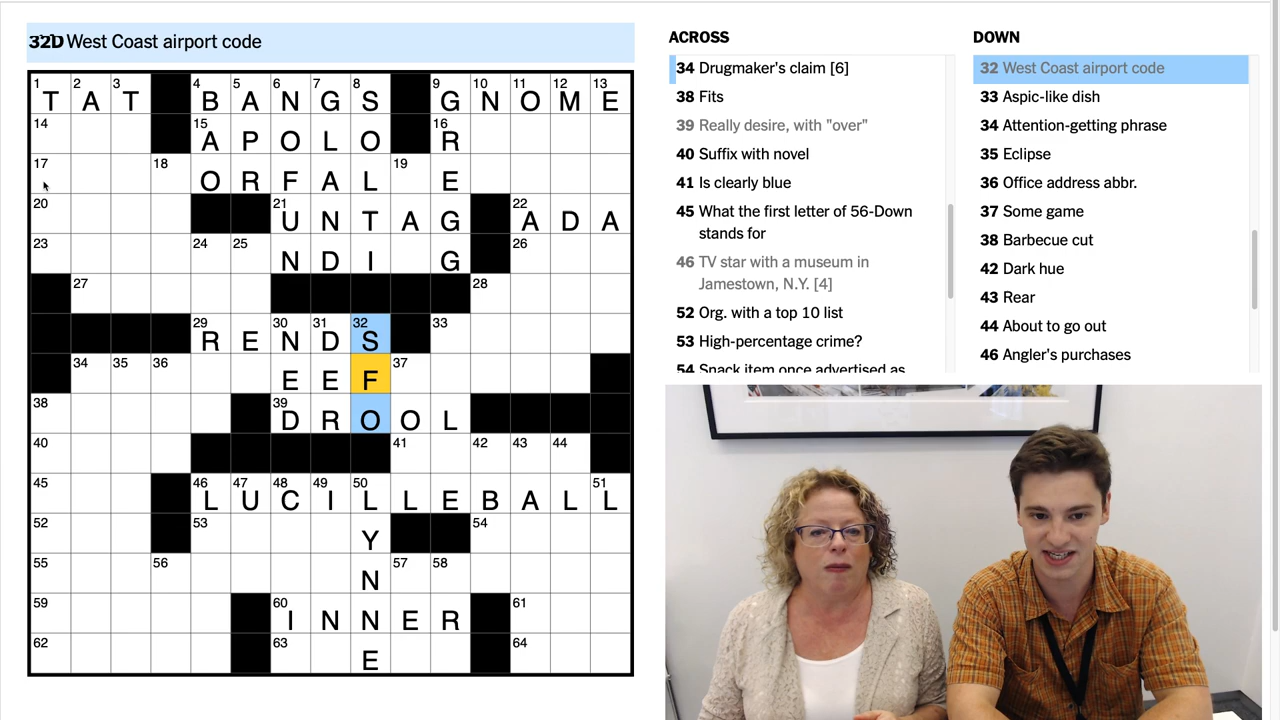 32D West Coast airport code
ACROSS
34 Drugmaker's claim [6]
38 Fits
39 Really desire, with "over"
40 Suffix with novel
41 Is clearly blue
45 What the first letter of 56-Down
stands for
46 TV star with a museum in
Jamestown, N.Y. [4]
52 Org. with a top 10 list
53 High-percentage crime?
54 Snack item once advertised as
DOWN
32 West Coast airport code
33 Aspic-like dish
34 Attention-getting phrase
35 Eclipse
36 Office address abbr.
37 Some game
38 Barbecue cut
42 Dark hue
43 Rear
44 About to go out
46 Angler's purchases
1 2 3 4 5 6 7 8 9 10 11 12 13
T A T B A N G S G N O M E
14 15 16
A P O L O R
17 18 19
O R F A L E
20 21 22
U N T A G A D A
23 24 25 26
N D I G
27 28
29 30 31 32 33
R E N D S
34 35 36 37
E E F
38 39
D R O O L
40 41 42 43 44
45 46 47 48 49 50 51
L U C I L L E B A L L
52 53 54
Y
55 56 57 58
N
59 60 61
I N N E R
62 63 64
E